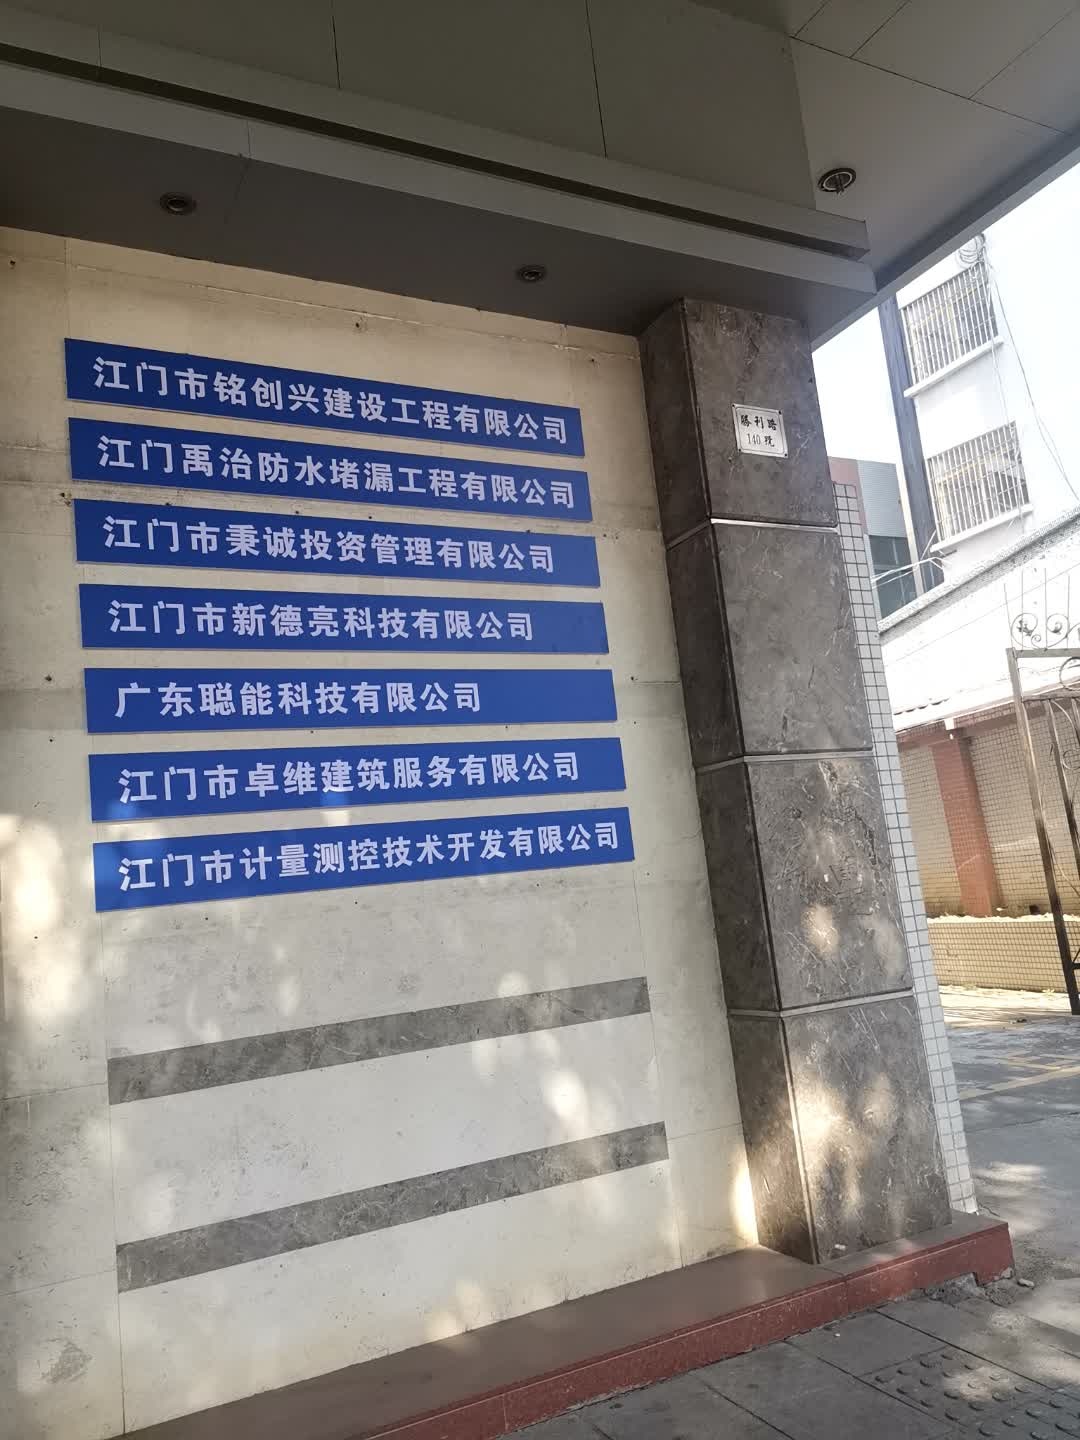 江门市铭创兴建设工程有限公司
江门禹治防水堵漏工程有限公司
江门市秉诚投资管理有限公司
江门市新德亮科技有限公司
广东聪能科技有限公司
江门市卓维建筑服务有限公司
江门市计量测控技术开发有限公司
勝利路
140號